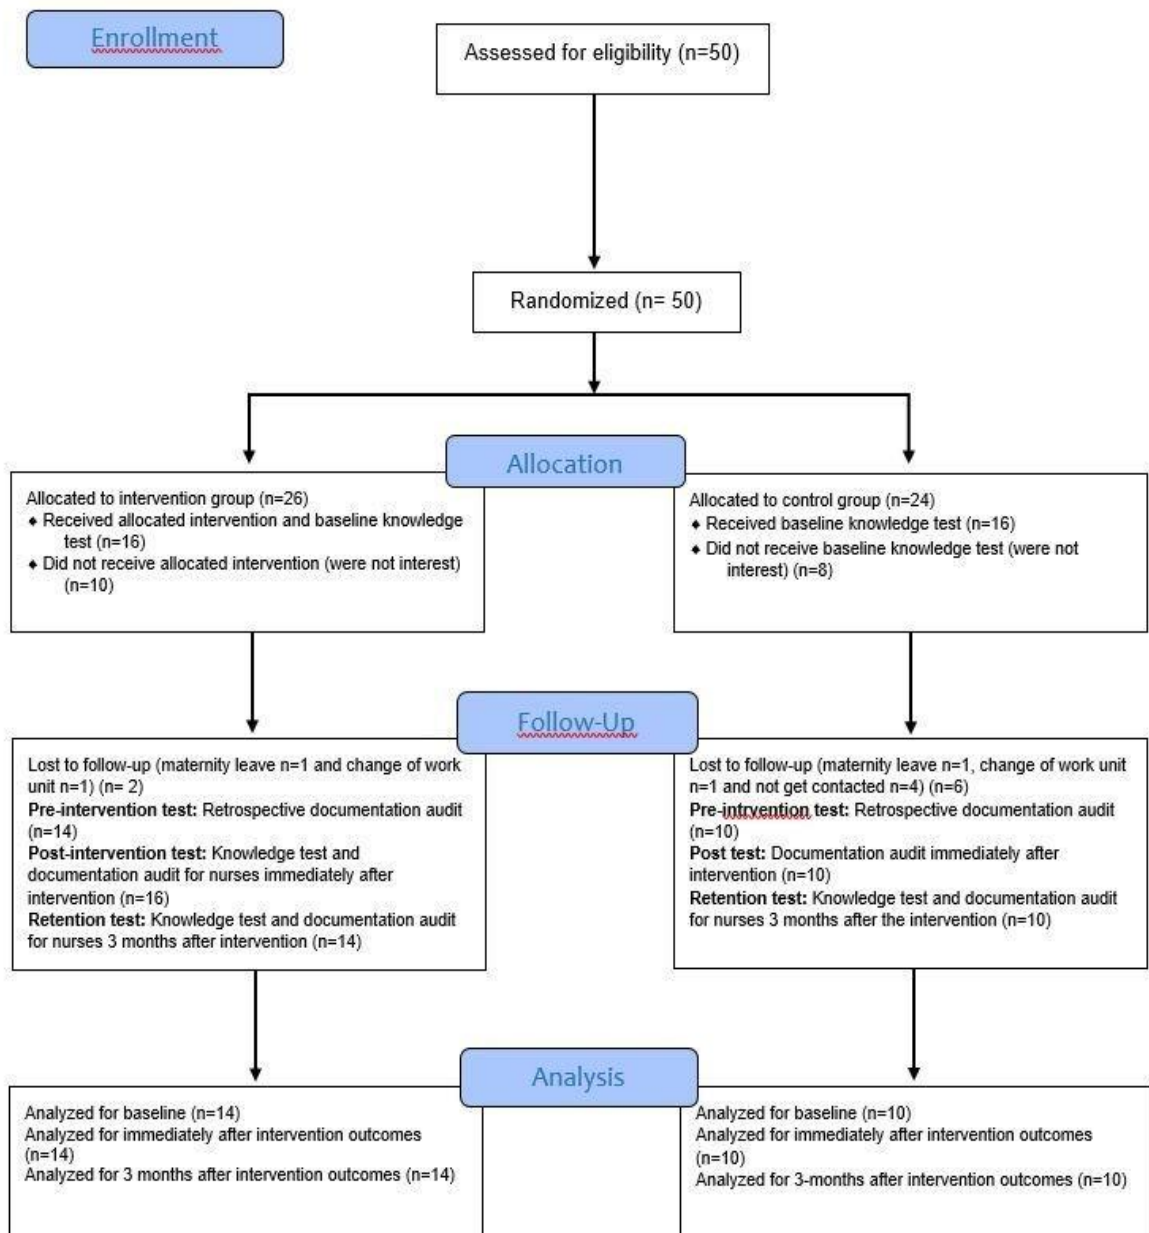 Enrollment
Assessed for eligibility (n=50)
Randomized (n= 50)
Allocation
Allocated to intervention group (n=26)
♦ Received allocated intervention and baseline knowledge
test (n=16)
♦ Did not receive allocated intervention (were not interest)
(n=10)
Allocated to control group (n=24)
♦ Received baseline knowledge test (n=16)
♦ Did not receive baseline knowledge test (were not
interest) (n=8)
Follow-Up
Lost to follow-up (maternity leave n=1 and change of work
unit n=1) (n= 2)
Pre-intervention test: Retrospective documentation audit
(n=14)
Post-intervention test: Knowledge test and
documentation audit for nurses immediately after
intervention (n=16)
Retention test: Knowledge test and documentation audit
for nurses 3 months after intervention (n=14)
Lost to follow-up (maternity leave n=1, change of work unit
n=1 and not get contacted n=4) (n=6)
Pre-intrvention test: Retrospective documentation audit
(n=10)
Post test: Documentation audit immediately after
intervention (n=10)
Retention test: Knowledge test and documentation audit
for nurses 3 months after the intervention (n=10)
Analysis
Analyzed for baseline (n=14)
Analyzed for immediately after intervention outcomes
(n=14)
Analyzed for 3 months after intervention outcomes (n=14)
Analyzed for baseline (n=10)
Analyzed for immediately after intervention outcomes
(n=10)
Analyzed for 3-months after intervention outcomes (n=10)